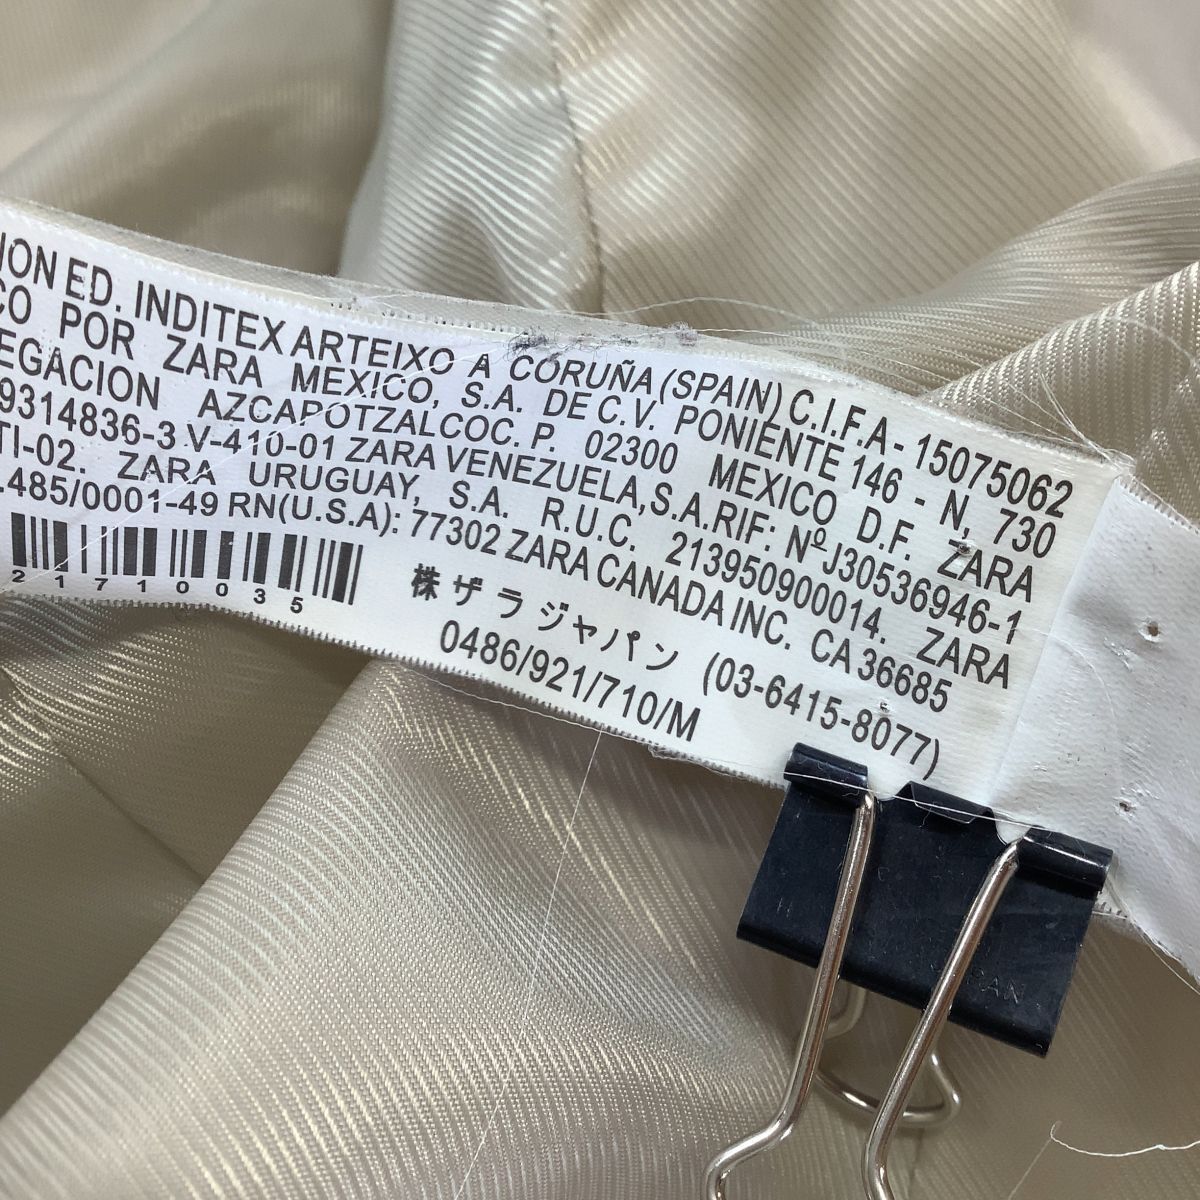 ION ED. INDITEX ARTEIXO A CORUÑA (SPAIN) C.I.F. A - 15075062
CO POR ZARA MEXICO, S.A. DE C.V. PONIENTE 146 - N. 730
EGACION AZCAPOTZALCO C. P. 02300 MEXICO D.F. ZARA
9314836-3 V-410-01 ZARA VENEZUELA, S.A. RIF: NºJ30536946-1
TI-02. ZARA URUGUAY, S.A. R.U.C. 213950900014. ZARA
.485/0001-49 RN(U.S.A): 77302 ZARA CANADA INC. CA 36685
21710035
株ザラジャパン (03-6415-8077)
0486/921/710/M
JAPAN